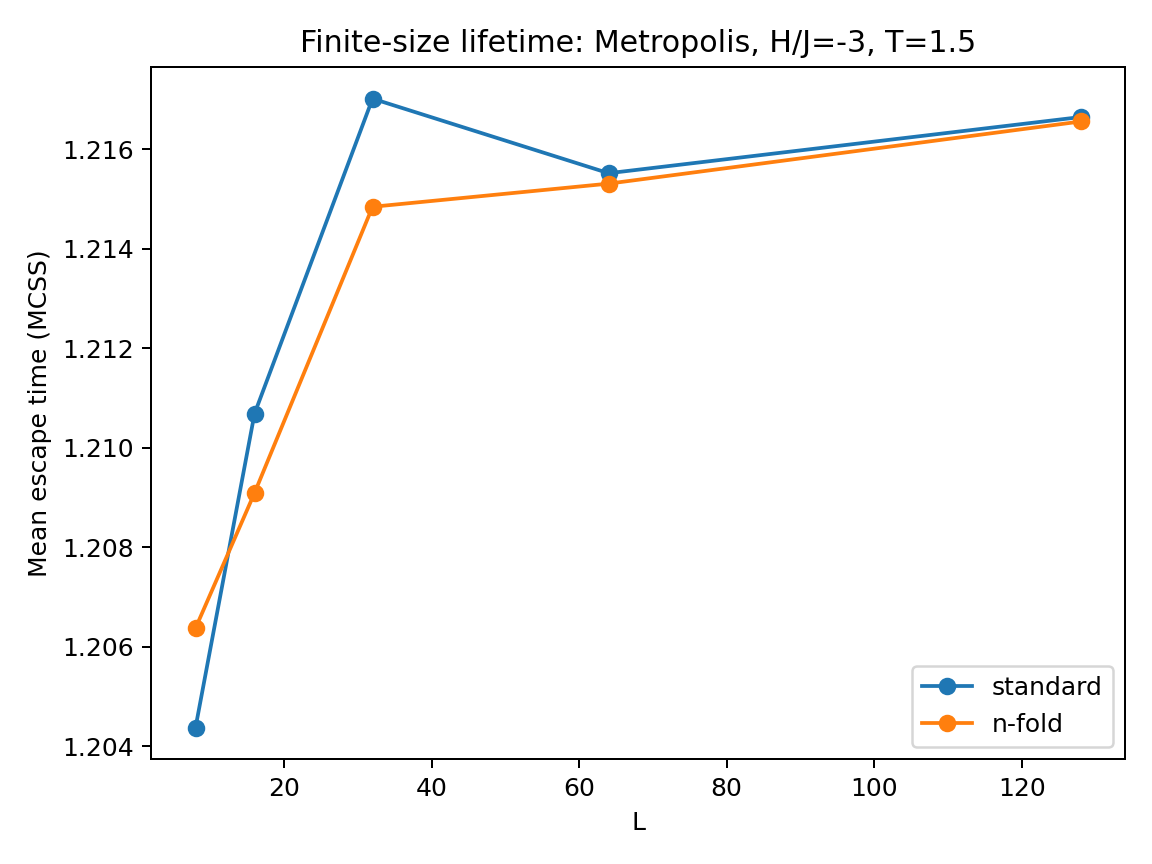 Finite-size lifetime: Metropolis, H/J=-3, T=1.5
Mean escape time (MCSS)
1.216
1.214
1.212
1.210
1.208
1.206
1.204
standard
n-fold
20 40 60 80 100 120
L